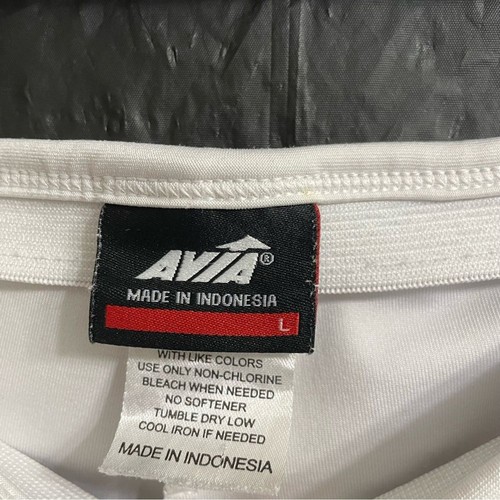 AVIA®
MADE IN INDONESIA
L
WITH LIKE COLORS
USE ONLY NON-CHLORINE
BLEACH WHEN NEEDED
NO SOFTENER
TUMBLE DRY LOW
COOL IRON IF NEEDED
MADE IN INDONESIA